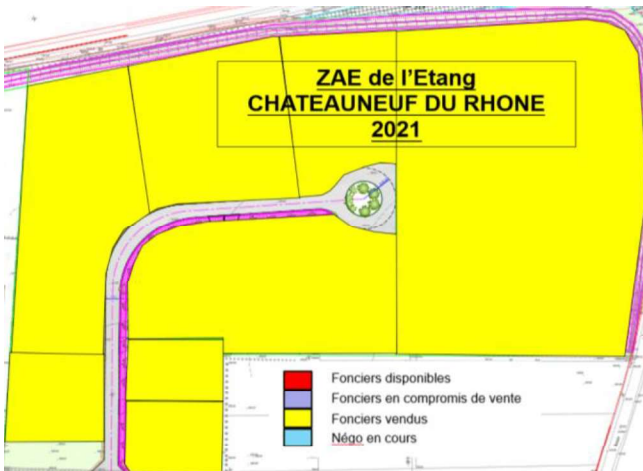 ZAE de l'Etang
CHATEAUNEUF DU RHONE
2021
Fonciers disponibles
Fonciers en compromis de vente
Fonciers vendus
Négo en cours